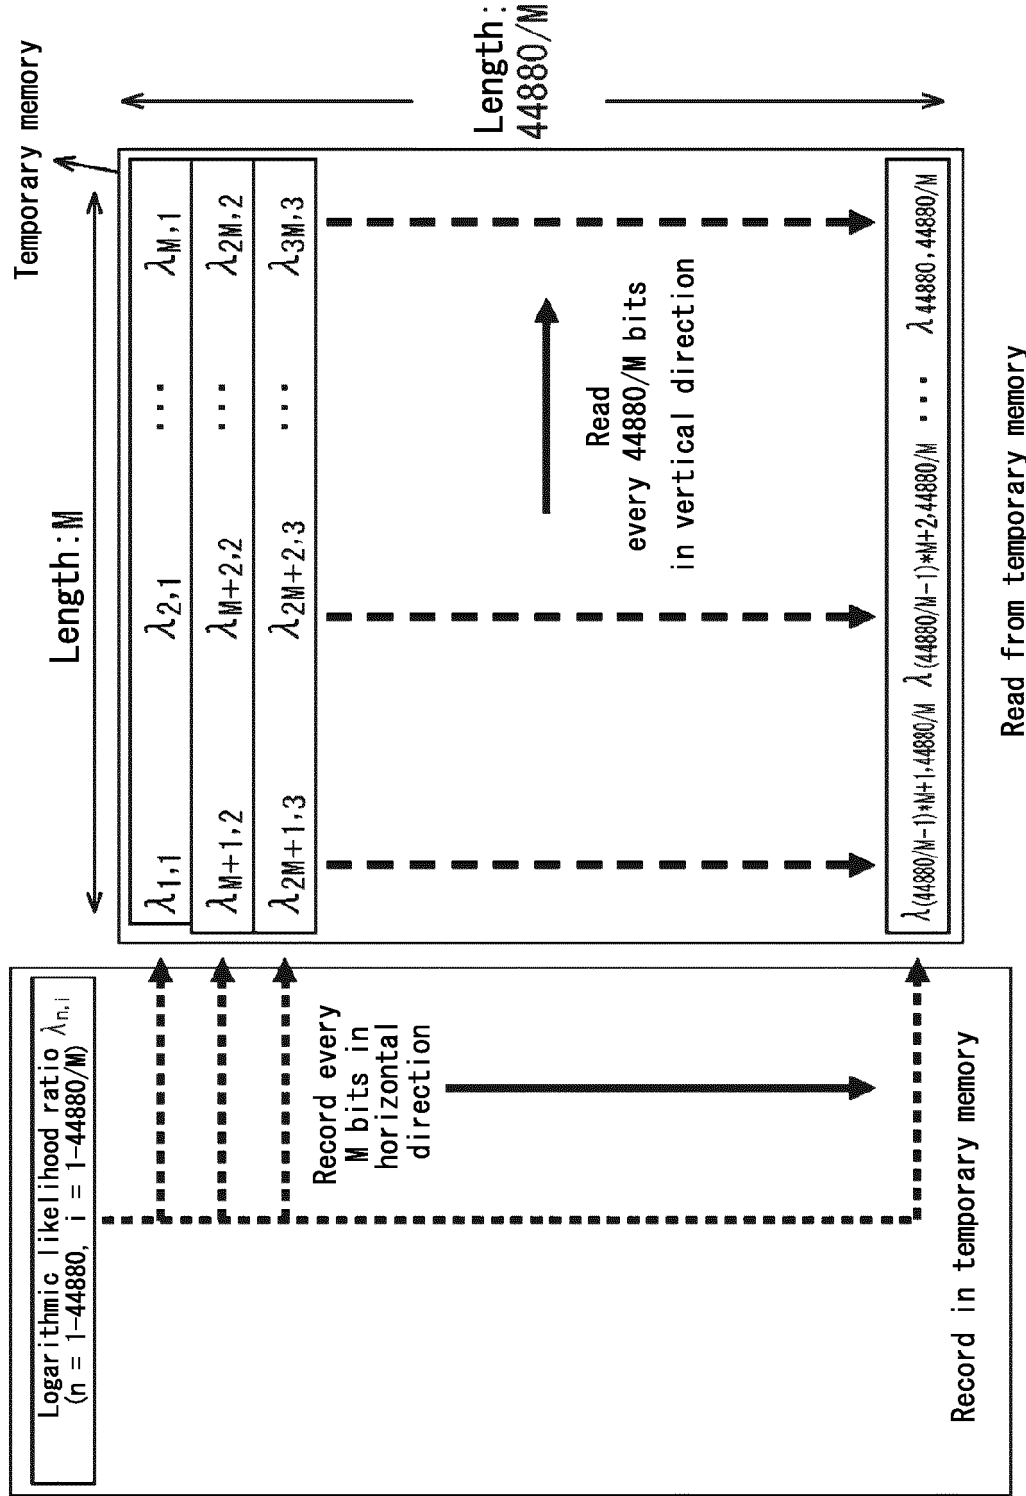 Logarithmic likelihood ratio λn,i
(n = 1-44880, i = 1-44880/M)
Record every
M bits in
horizontal
direction
Record in temporary memory
Length:M
Temporary memory
λ1,1 λ2,1 ... λM,1
λM+1,2 λM+2,2 ... λ2M,2
λ2M+1,3 λ2M+2,3 ... λ3M,3
Read
every 44880/M bits
in vertical direction
λ(44880/M-1)*M+1,44880/M λ(44880/M-1)*M+2,44880/M ... λ44880,44880/M
Length:
44880/M
Read from temporary memory